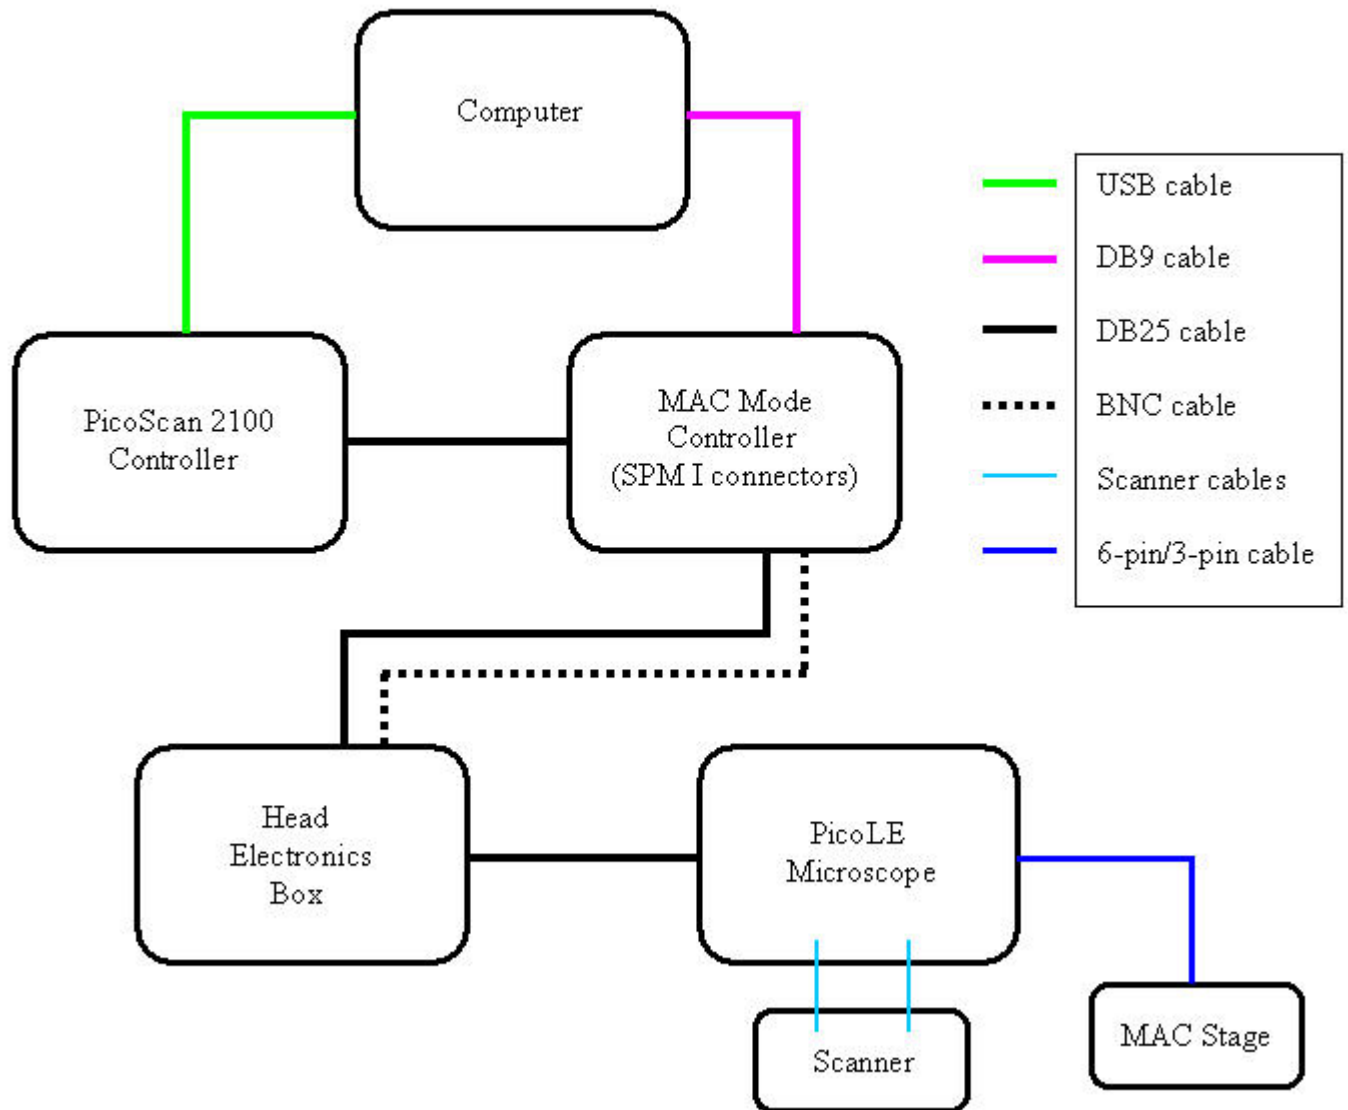 Computer
USB cable
DB9 cable
DB25 cable
BNC cable
Scanner cables
6-pin/3-pin cable
PicoScan 2100
Controller
MAC Mode
Controller
(SPM I connectors)
Head
Electronics
Box
PicoLE
Microscope
Scanner
MAC Stage